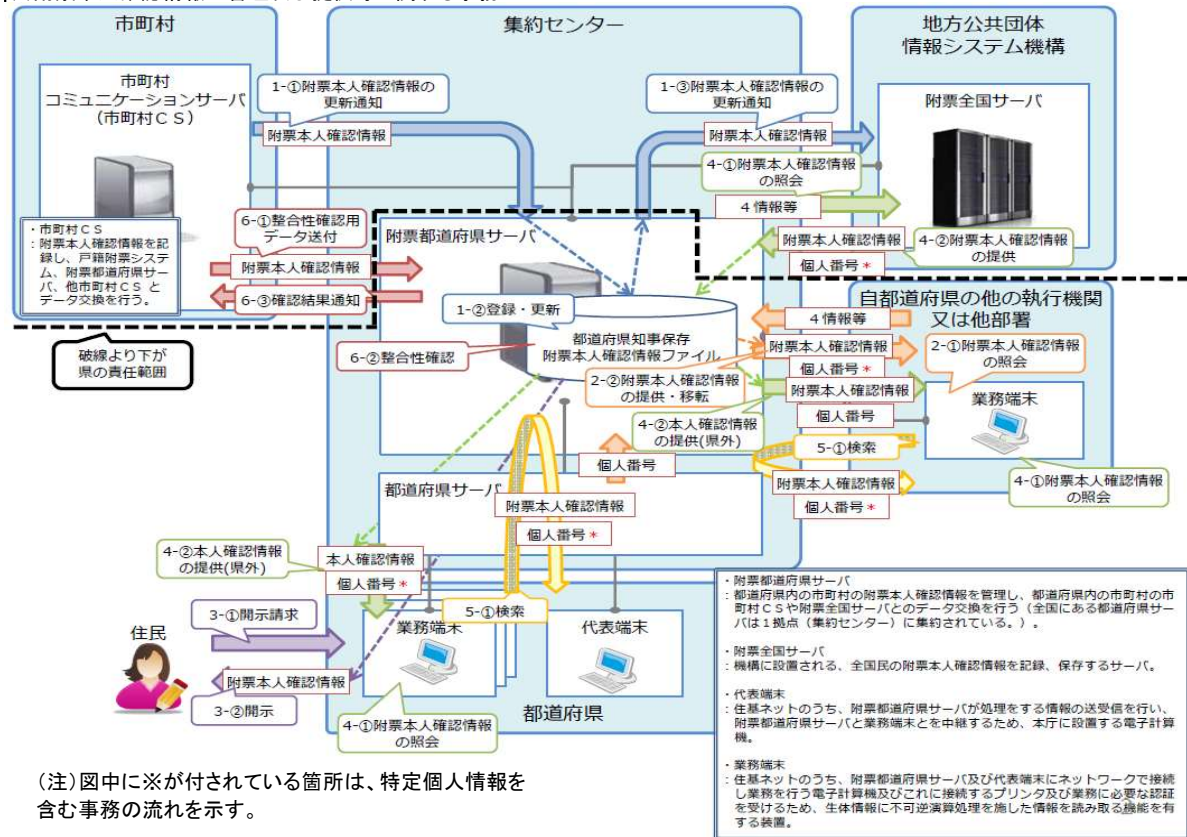 市町村
集約センター
地方公共団体
情報システム機構
市町村
コミュニケーションサーバ
(市町村ＣＳ)
1-①附票本人確認情報の
更新通知
附票本人確認情報
1-③附票本人確認情報の
更新通知
附票本人確認情報
附票全国サーバ
4-①附票本人確認情報
の照会
４情報等
附票本人確認情報
個人番号＊
4-②附票本人確認情報
の提供
・市町村ＣＳ
：附票本人確認情報を記
録し、戸籍附票システ
ム、附票都道府県サー
バ、他市町村ＣＳ と
データ交換を行う。
6-①整合性確認用
データ送付
附票本人確認情報
6-③確認結果通知
附票都道府県サーバ
1-②登録・更新
都道府県知事保存
附票本人確認情報ファイル
6-②整合性確認
破線より下が
県の責任範囲
自都道府県の他の執行機関
又は他部署
４情報等
附票本人確認情報
個人番号＊
2-①附票本人確認情報
の照会
2-②附票本人確認情報
の提供・移転
附票本人確認情報
個人番号
業務端末
4-②本人確認情報
の提供(県外)
5-①検索
個人番号
附票本人確認情報
個人番号＊
4-①附票本人確認情報
の照会
都道府県サーバ
附票本人確認情報
個人番号＊
4-②本人確認情報
の提供(県外)
本人確認情報
個人番号＊
5-①検索
3-①開示請求
住民
附票本人確認情報
3-②開示
業務端末
代表端末
4-①附票本人確認情報
の照会
都道府県
・附票都道府県サーバ
：都道府県内の市町村の附票本人確認情報を管理し、都道府県内の市町村の市
町村ＣＳや附票全国サーバとのデータ交換を行う（全国にある都道府県サー
バは１拠点（集約センター）に集約されている。）。
・附票全国サーバ
：機構に設置される、全国民の附票本人確認情報を記録、保存するサーバ。
・代表端末
：住基ネットのうち、附票都道府県サーバが処理をする情報の送受信を行い、
附票都道府県サーバと業務端末とを中継するため、本庁に設置する電子計算
機。
・業務端末
：住基ネットのうち、附票都道府県サーバ及び代表端末にネットワークで接続
し業務を行う電子計算機及びこれに接続するプリンタ及び業務に必要な認証
を受けるため、生体情報に不可逆演算処理を施した情報を読み取る機能を有
する装置。
(注)図中に※が付されている箇所は、特定個人情報を
含む事務の流れを示す。